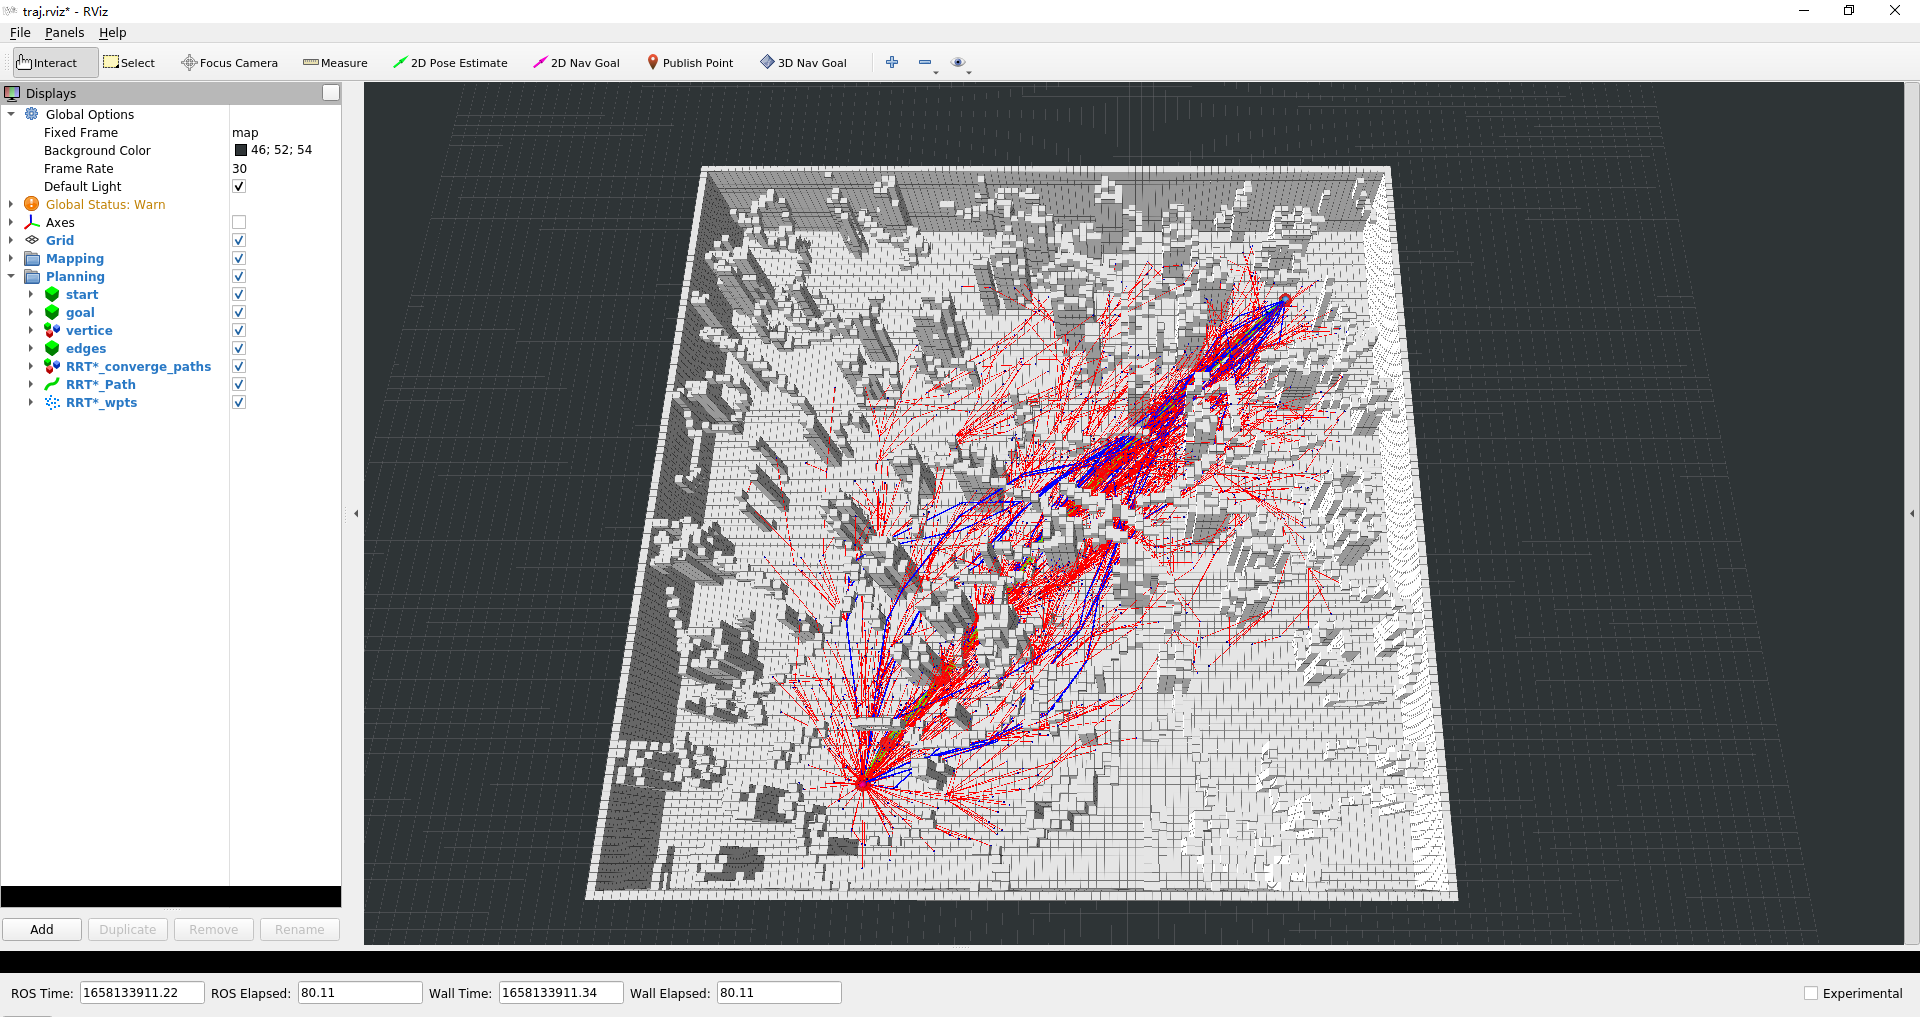 traj.rviz* - RViz
File Panels Help
Interact Select Focus Camera Measure 2D Pose Estimate 2D Nav Goal Publish Point 3D Nav Goal
Displays
Global Options
Fixed Frame map
Background Color 46; 52; 54
Frame Rate 30
Default Light
Global Status: Warn
Axes
Grid
Mapping
Planning
start
goal
vertice
edges
RRT*_converge_paths
RRT*_Path
RRT*_wpts
Add Duplicate Remove Rename
ROS Time: 1658133911.22 ROS Elapsed: 80.11 Wall Time: 1658133911.34 Wall Elapsed: 80.11 Experimental